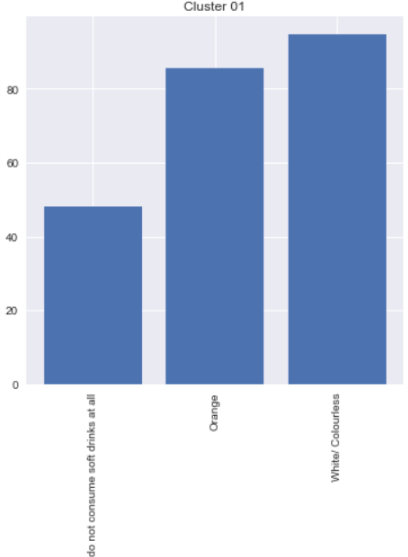 Cluster 01
80
60
40
20
0
do not consume soft drinks at all
Orange
White/ Colourless